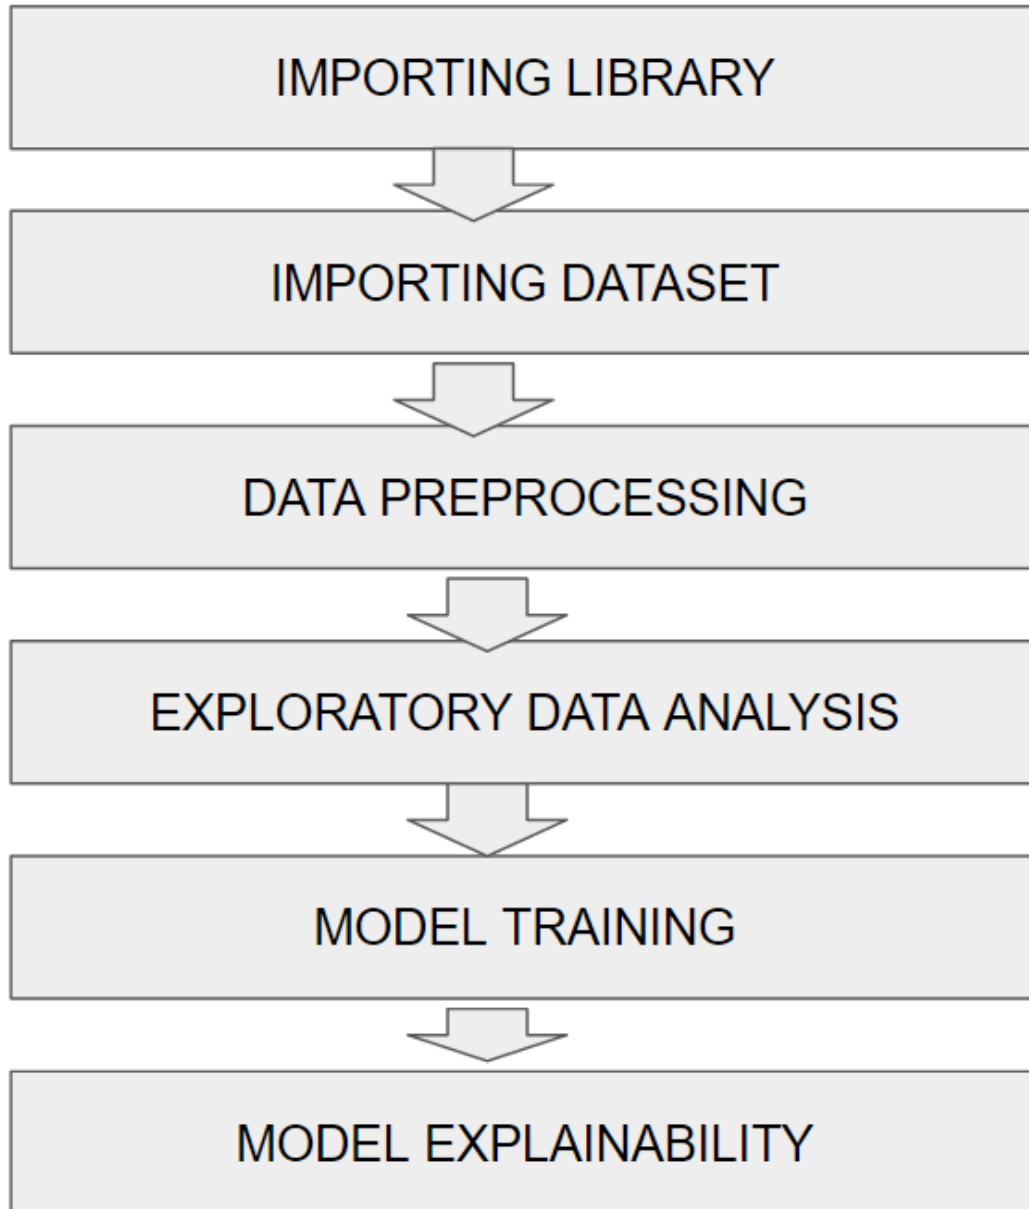 IMPORTING LIBRARY
IMPORTING DATASET
DATA PREPROCESSING
EXPLORATORY DATA ANALYSIS
MODEL TRAINING
MODEL EXPLAINABILITY